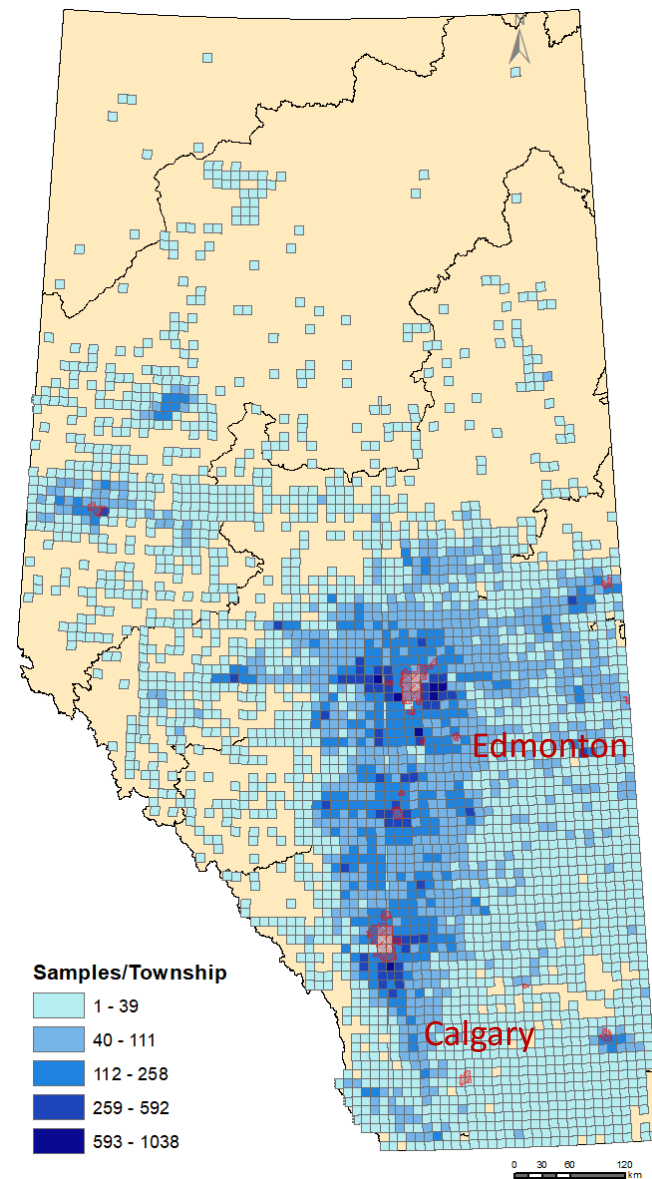 N
Edmonton
Calgary
Samples/Township
1 - 39
40 - 111
112 - 258
259 - 592
593 - 1038
0 30 60 120
km